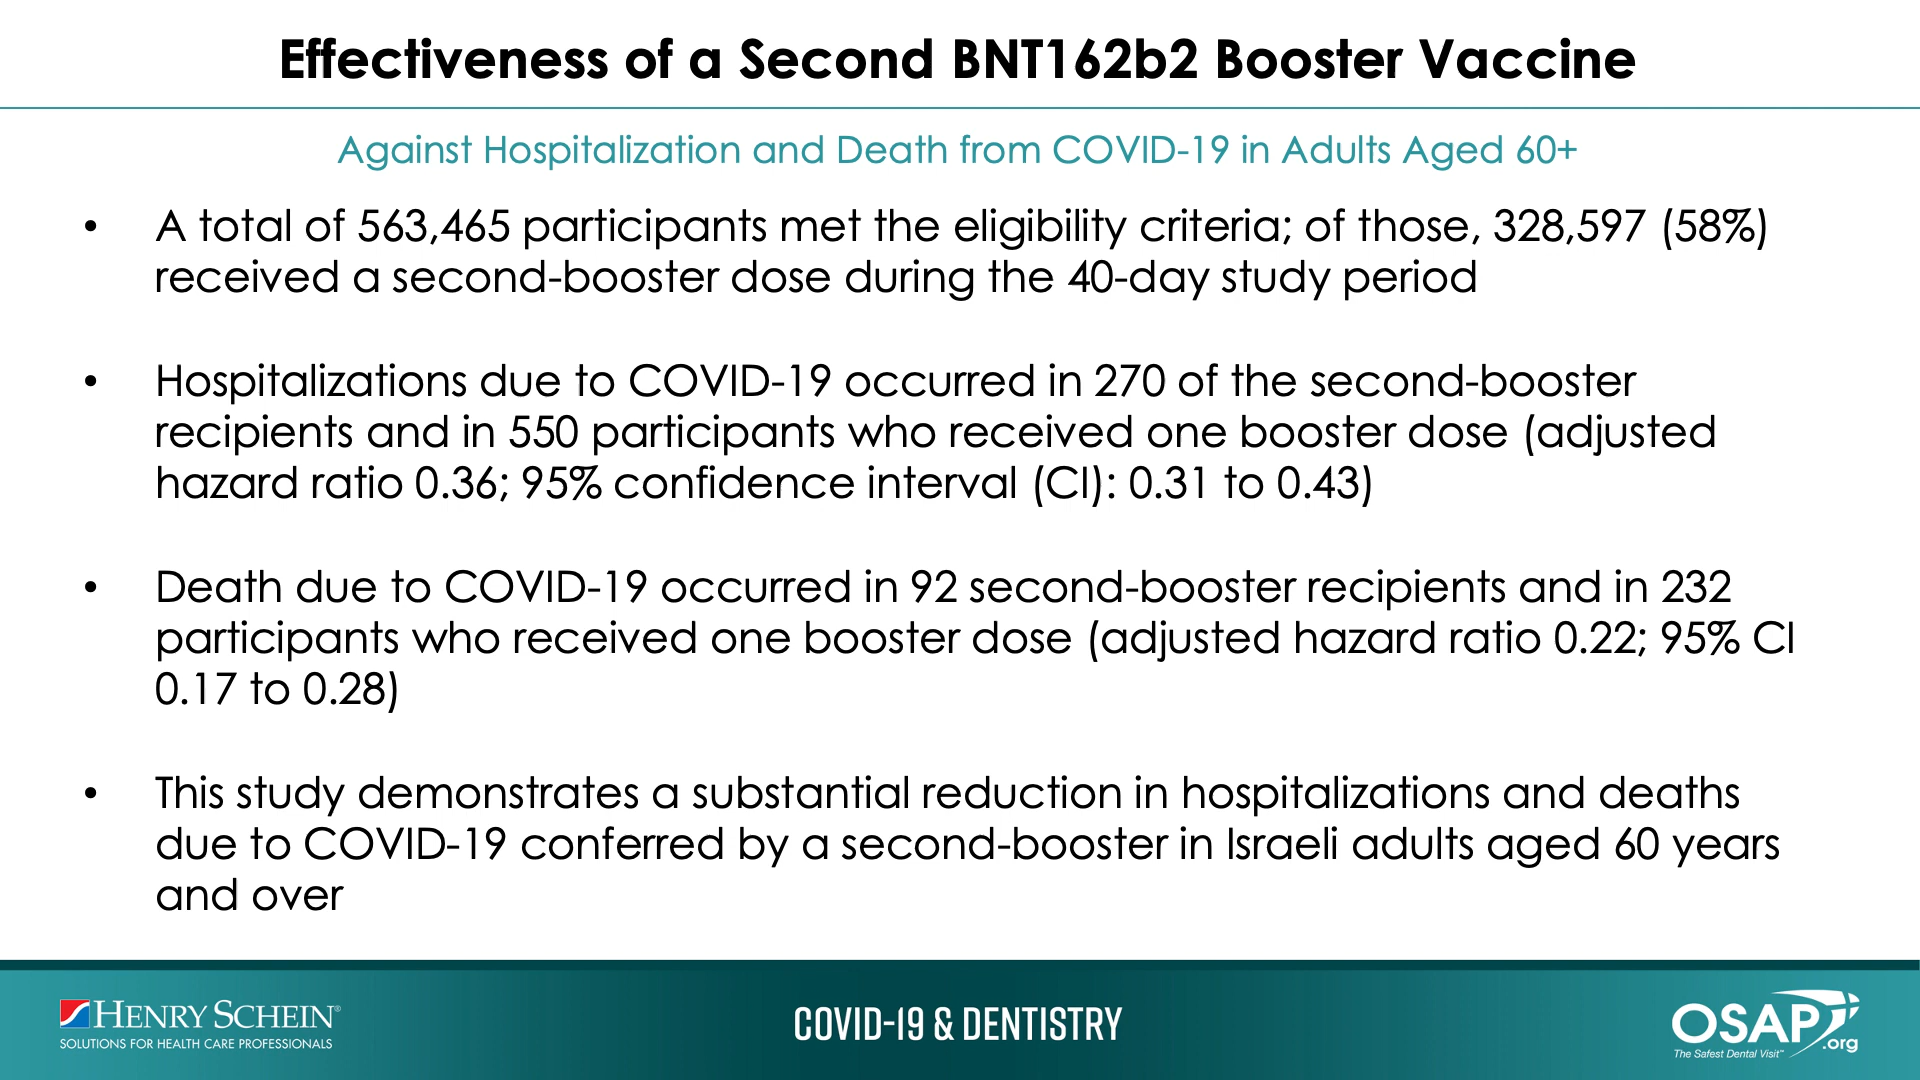 Effectiveness of a Second BNT162b2 Booster Vaccine
Against Hospitalization and Death from COVID-19 in Adults Aged 60+
• A total of 563,465 participants met the eligibility criteria; of those, 328,597 (58%)
received a second-booster dose during the 40-day study period
• Hospitalizations due to COVID-19 occurred in 270 of the second-booster
recipients and in 550 participants who received one booster dose (adjusted
hazard ratio 0.36; 95% confidence interval (CI): 0.31 to 0.43)
• Death due to COVID-19 occurred in 92 second-booster recipients and in 232
participants who received one booster dose (adjusted hazard ratio 0.22; 95% CI
0.17 to 0.28)
• This study demonstrates a substantial reduction in hospitalizations and deaths
due to COVID-19 conferred by a second-booster in Israeli adults aged 60 years
and over
HENRY SCHEIN®
SOLUTIONS FOR HEALTH CARE PROFESSIONALS
COVID-19 & DENTISTRY
OSAP
.org
The Safest Dental Visit™